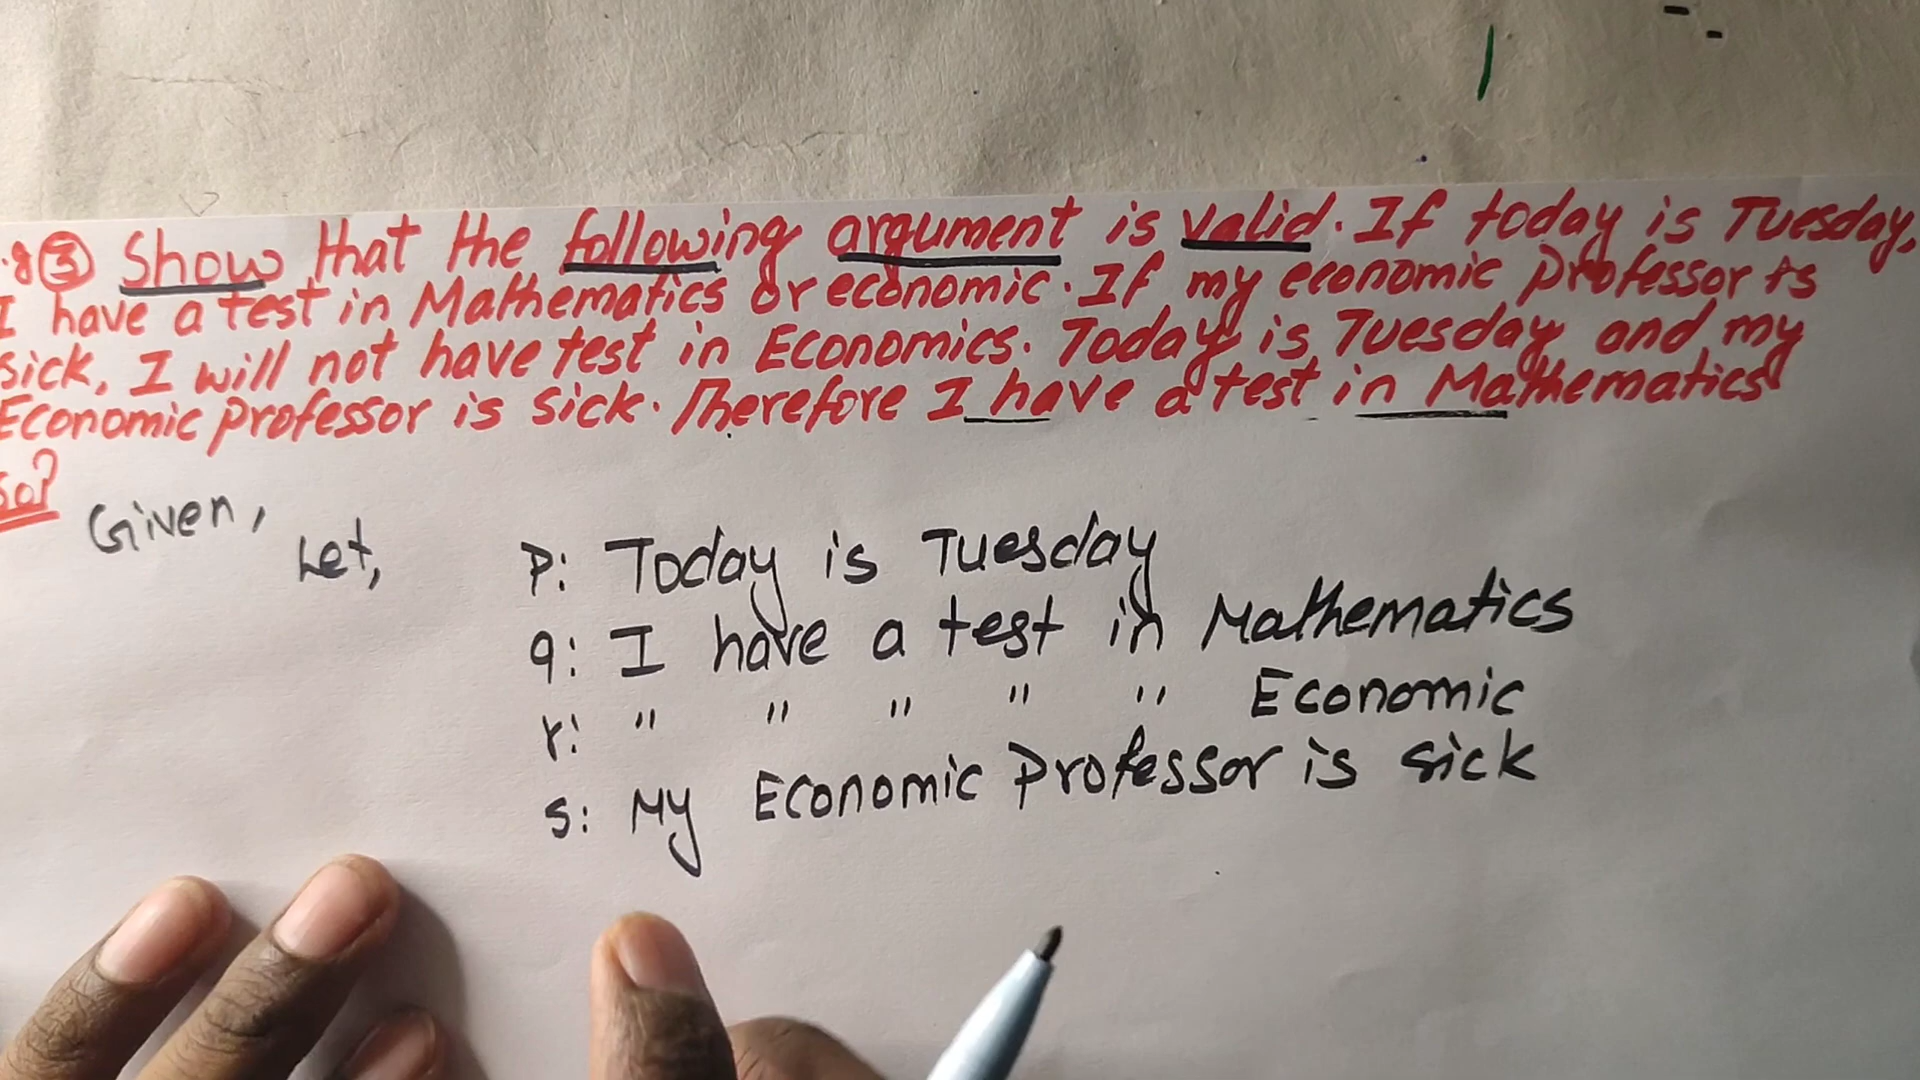 .8 ③ Show that the following argument is valid. If today is Tuesday,
I have a test in Mathematics or economic. If my economic professor is
sick, I will not have test in Economics. Today is Tuesday and my
Economic professor is sick. Therefore I have a test in Mathematics
Given,
Let,
P: Today is Tuesday
q: I have a test in Mathematics
r: " " " " " Economic
s: My Economic Professor is sick